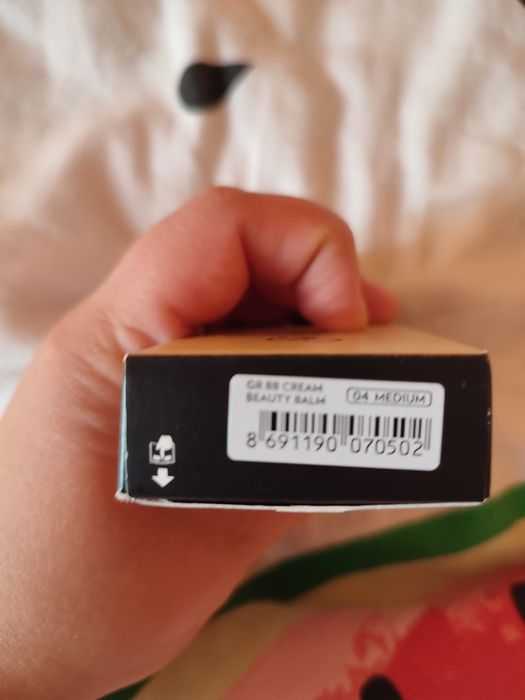 GR BB CREAM
BEAUTY BALM
04 MEDIUM
8 691190 070502